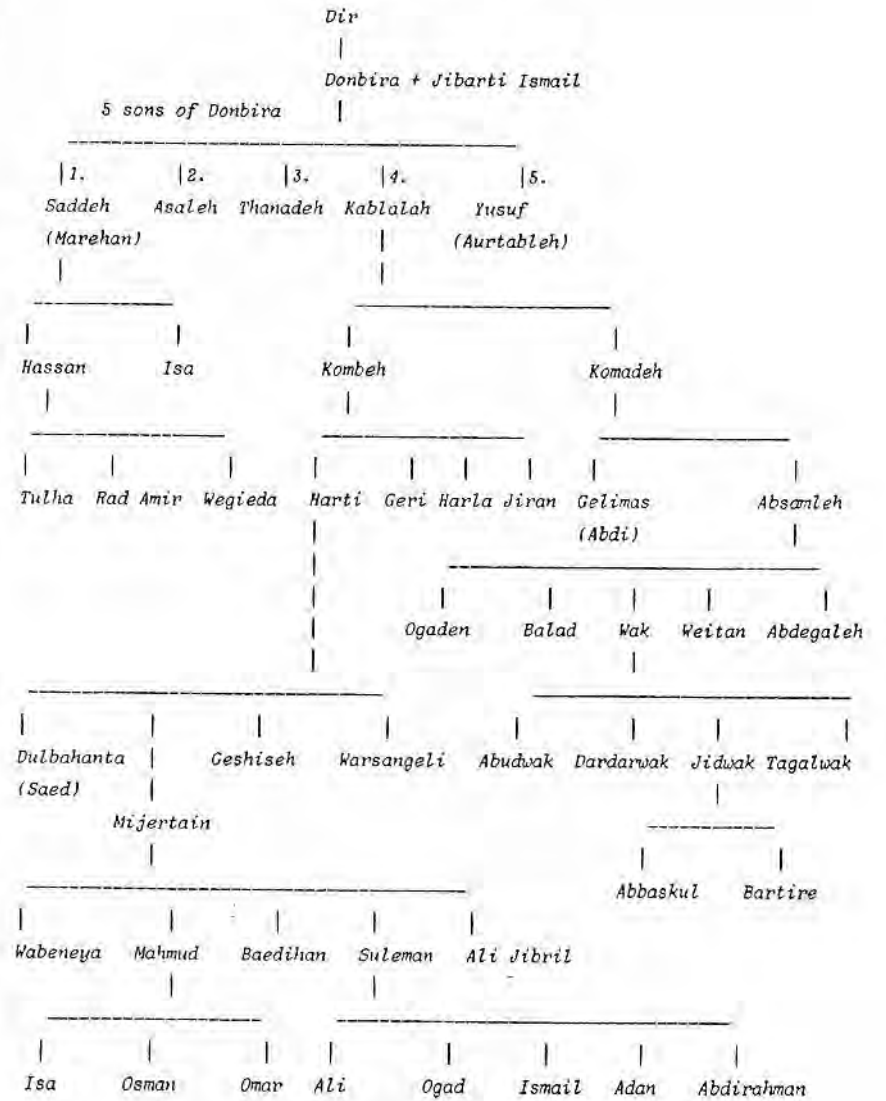 Dir
Donbira + Jibarti Ismail
5 sons of Donbira
1. 2. 3. 4. 5.
Saddeh Asaleh Thanadeh Kablalah Yusuf
(Marehan) (Aurtableh)
Hassan Isa Kombeh Komadeh
Tulha Rad Amir Wegieda Harti Geri Harla Jiran Gelimas Absamleh
(Abdi)
Ogaden Balad Wak Weitan Abdegaleh
Dulbahanta Geshiseh Warsangeli Abudwak Dardarwak Jidwak Tagalwak
(Saed)
Mijertain
Abbaskul Bartire
Wabeneya Mahmud Baedihan Suleman Ali Jibril
Isa Osman Omar Ali Ogad Ismail Adan Abdirahman